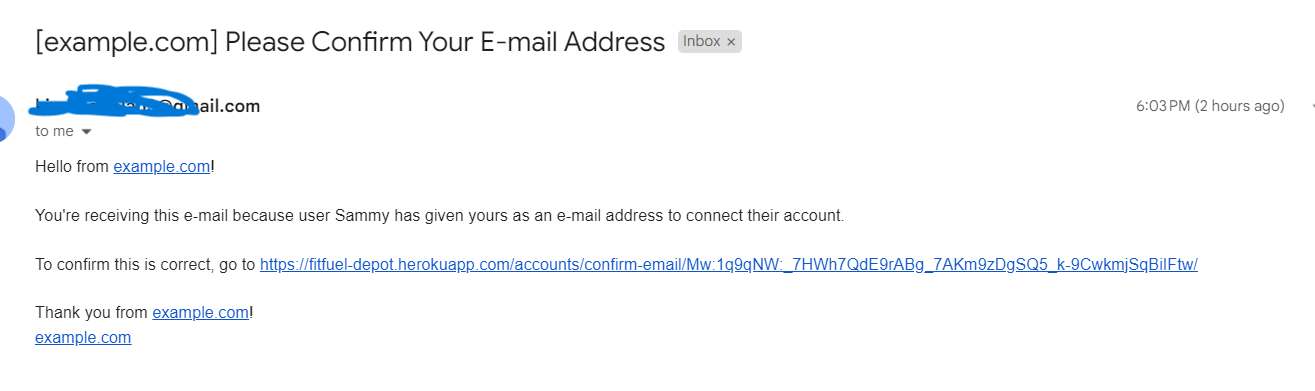 [example.com] Please Confirm Your E-mail Address Inbox ×
ail.com 6:03 PM (2 hours ago)
to me
Hello from example.com!
You're receiving this e-mail because user Sammy has given yours as an e-mail address to connect their account.
To confirm this is correct, go to https://fitfuel-depot.herokuapp.com/accounts/confirm-email/Mw:1q9qNW:_7HWh7QdE9rABg_7AKm9zDgSQ5_k-9CwkmjSqBilFtw/
Thank you from example.com!
example.com